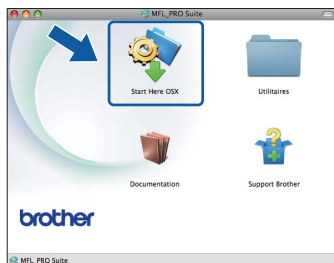 MFL_PRO Suite
Start Here OSX
Utilitaires
Documentation
Support Brother
brother
MFL_PRO Suite